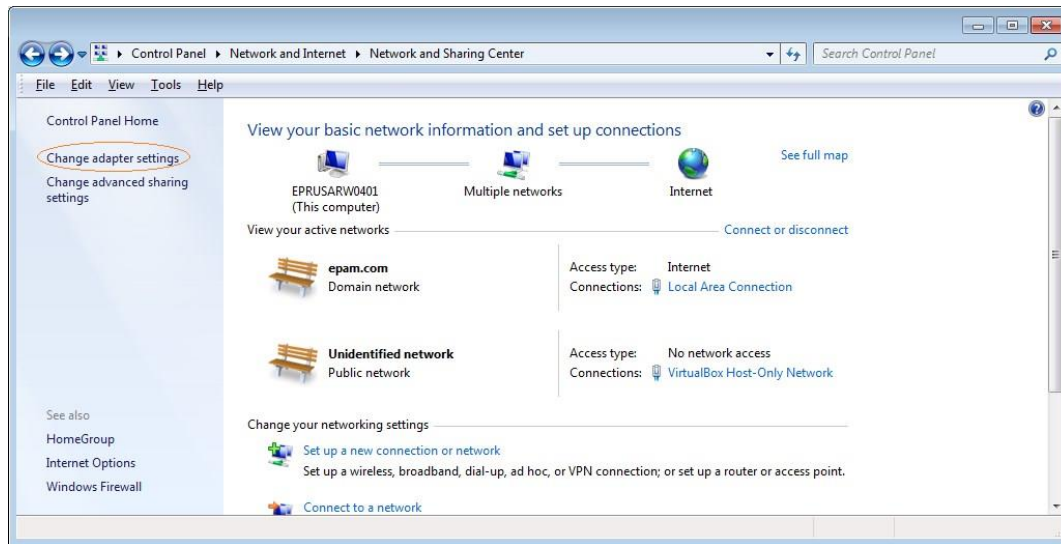 Control Panel ▸ Network and Internet ▸ Network and Sharing Center
Search Control Panel
File Edit View Tools Help
Control Panel Home
Change adapter settings
Change advanced sharing
settings
See also
HomeGroup
Internet Options
Windows Firewall
View your basic network information and set up connections
See full map
EPRUSARW0401
(This computer)
Multiple networks
Internet
View your active networks
Connect or disconnect
epam.com
Domain network
Access type: Internet
Connections: Local Area Connection
Unidentified network
Public network
Access type: No network access
Connections: VirtualBox Host-Only Network
Change your networking settings
Set up a new connection or network
Set up a wireless, broadband, dial-up, ad hoc, or VPN connection; or set up a router or access point.
Connect to a network